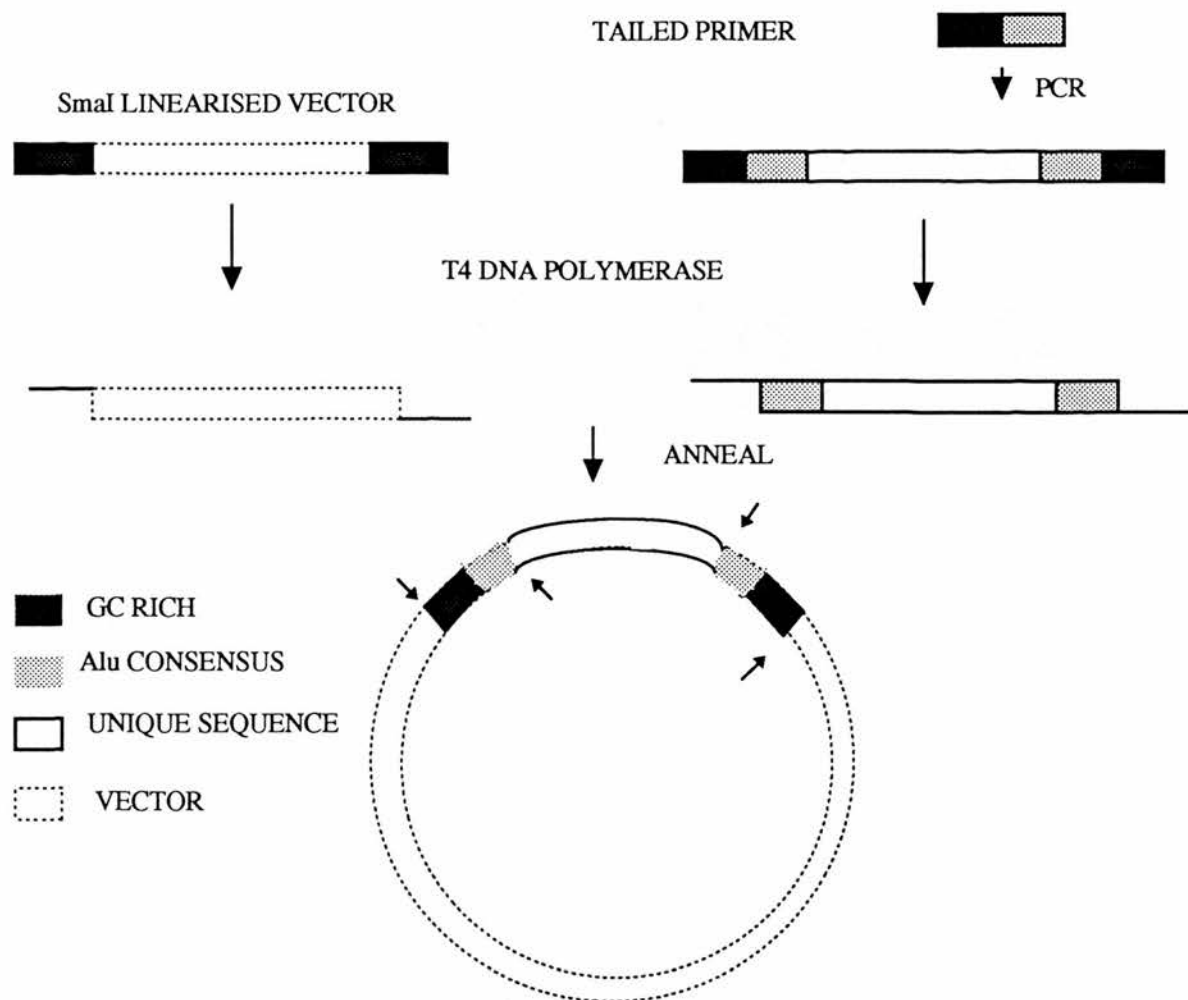 TAILED PRIMER
PCR
SmaI LINEARISED VECTOR
T4 DNA POLYMERASE
ANNEAL
GC RICH
Alu CONSENSUS
UNIQUE SEQUENCE
VECTOR